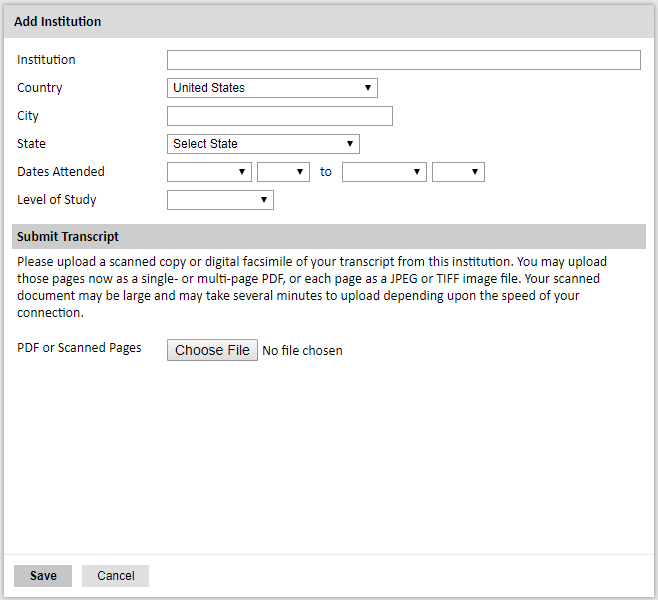 Add Institution
Institution
Country United States
City
State Select State
Dates Attended to
Level of Study
Submit Transcript
Please upload a scanned copy or digital facsimile of your transcript from this institution. You may upload
those pages now as a single- or multi-page PDF, or each page as a JPEG or TIFF image file. Your scanned
document may be large and may take several minutes to upload depending upon the speed of your
connection.
PDF or Scanned Pages Choose File No file chosen
Save Cancel